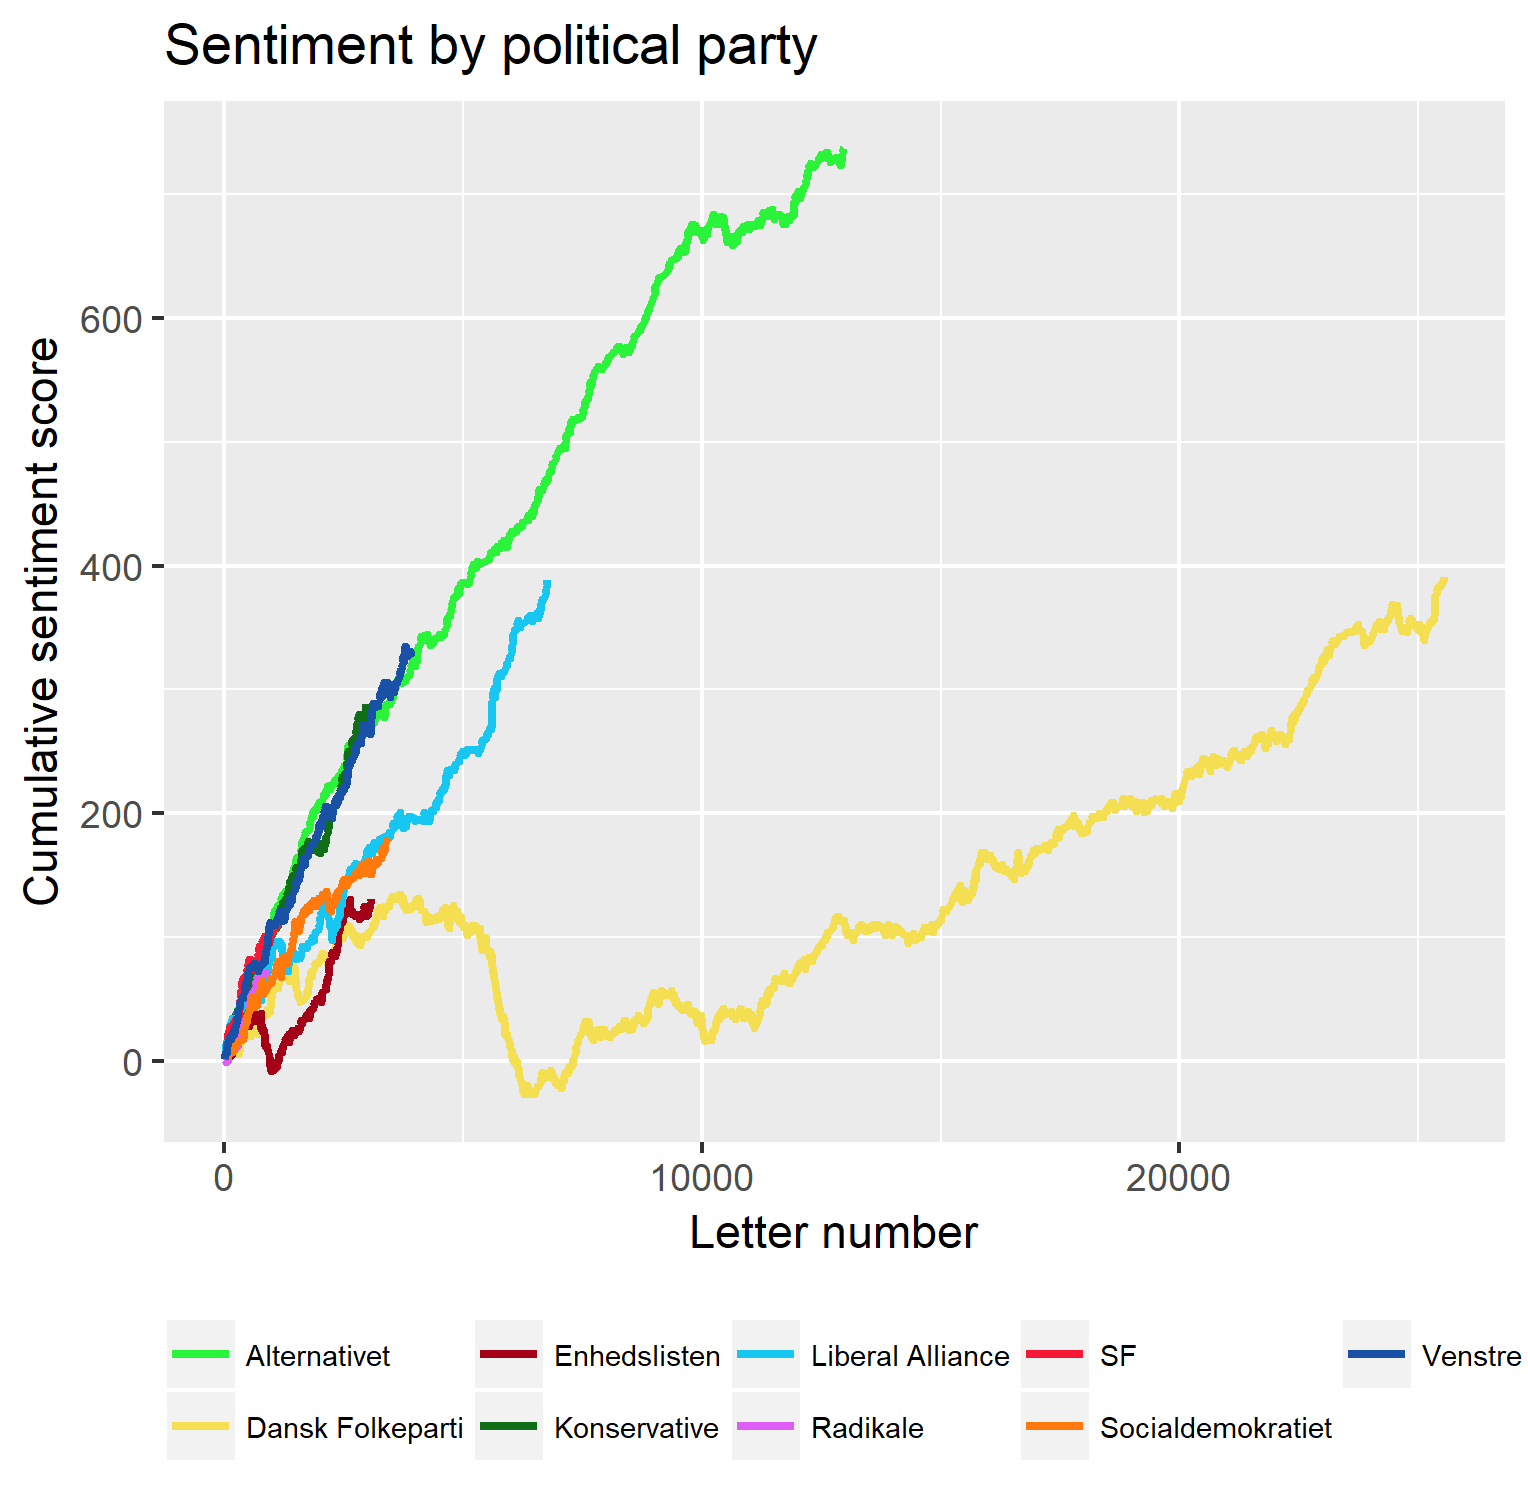 Sentiment by political party
Cumulative sentiment score
600
400
200
0
0 10000 20000
Letter number
Alternativet Enhedslisten Liberal Alliance SF Venstre
Dansk Folkeparti Konservative Radikale Socialdemokratiet